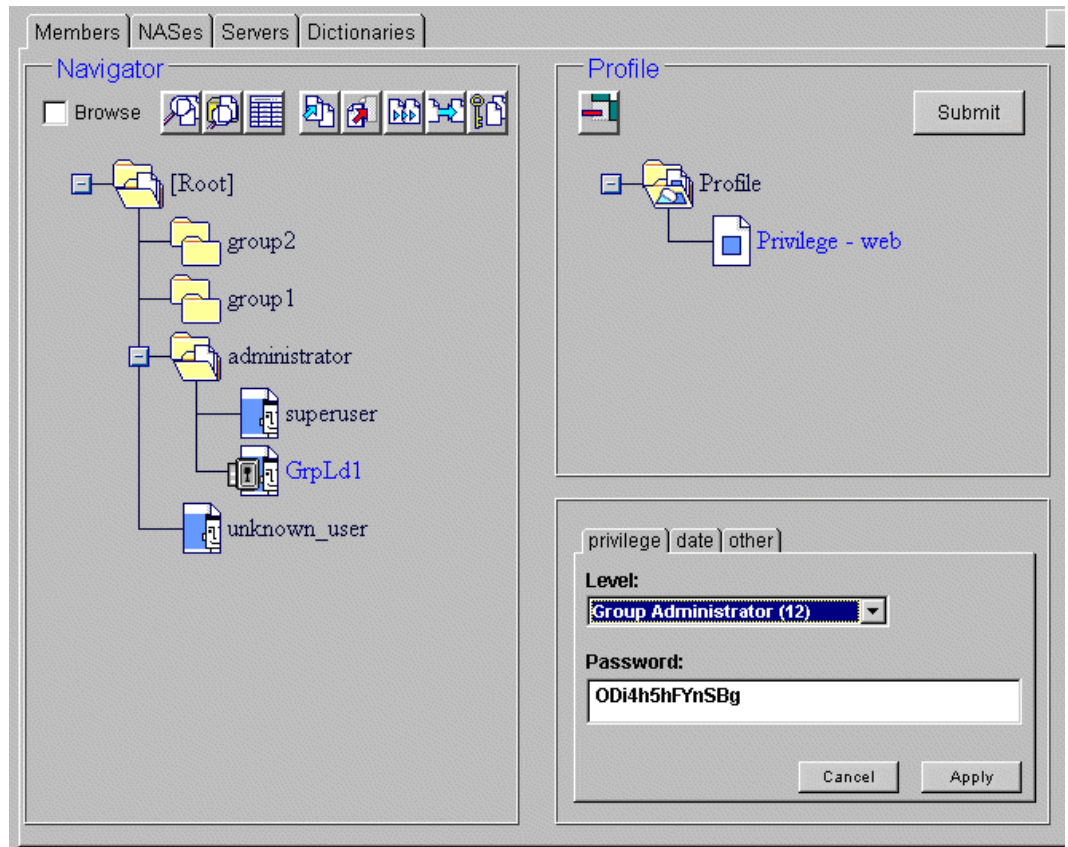 Members NASes Servers Dictionaries
Navigator
Browse
[Root]
group2
group1
administrator
superuser
GrpLd1
unknown_user
Profile
Submit
Profile
Privilege - web
privilege date other
Level:
Group Administrator (12)
Password:
ODi4h5hFYnSBg
Cancel Apply